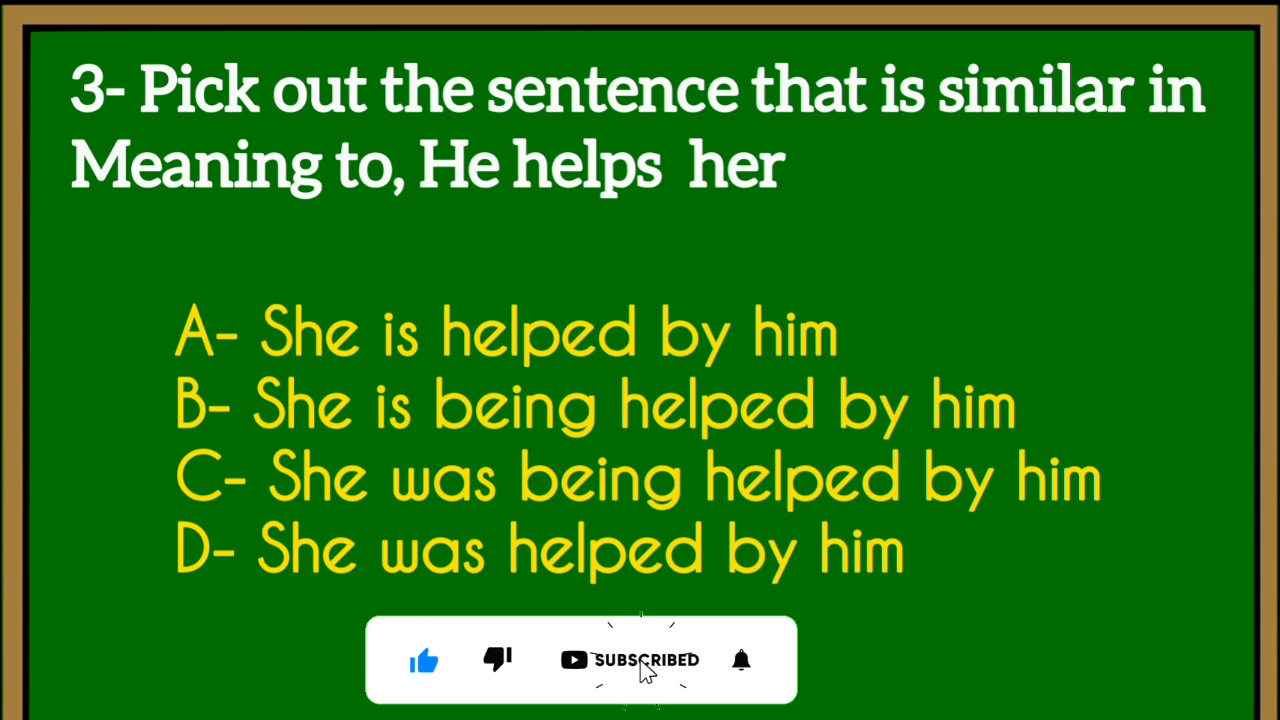 3- Pick out the sentence that is similar in
Meaning to, He helps her
A- She is helped by him
B- She is being helped by him
C- She was being helped by him
D- She was helped by him
SUBSCRIBED